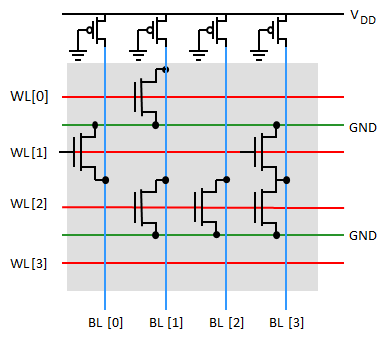 V_DD
WL[0]
GND
WL[1]
WL[2]
GND
WL[3]
BL [0] BL [1] BL [2] BL [3]